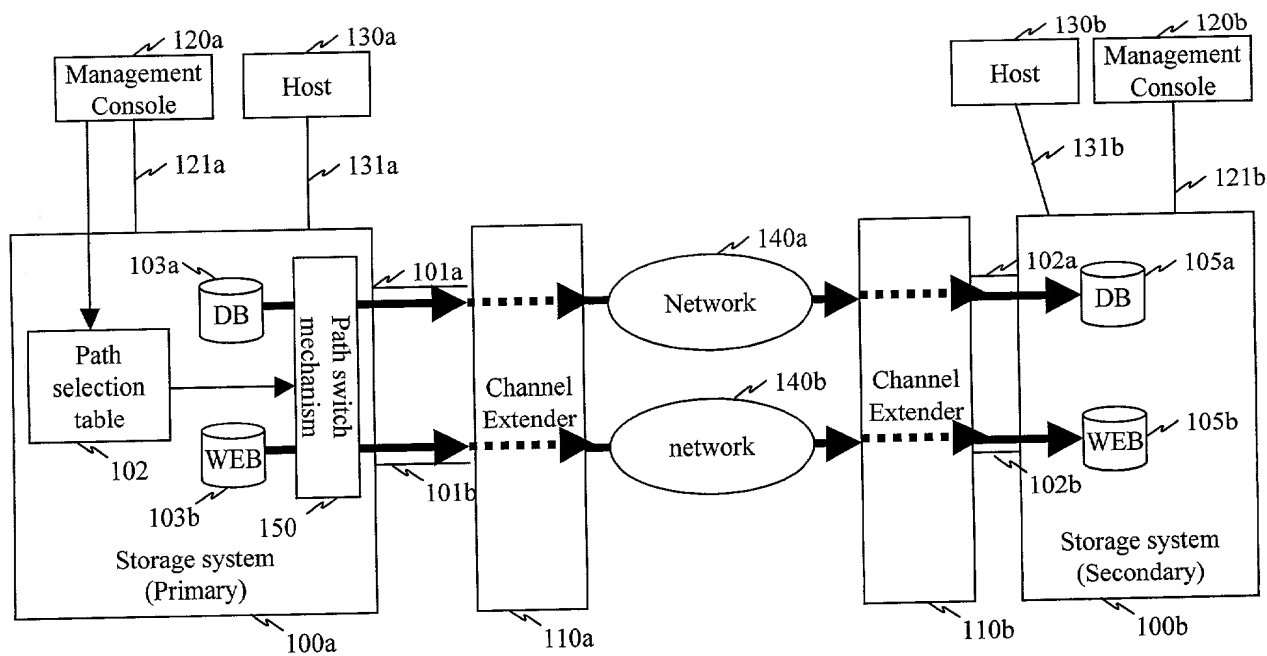 120a
130a
130b
120b
Management
Console
Host
Host
Management
Console
121a
131a
131b
121b
103a
101a
140a
102a
105a
DB
Network
DB
Path
selection
table
Path switch
mechanism
Channel
Extender
140b
Channel
Extender
WEB
network
WEB
105b
102
103b
150
101b
102b
Storage system
(Primary)
Storage system
(Secondary)
100a
110a
110b
100b